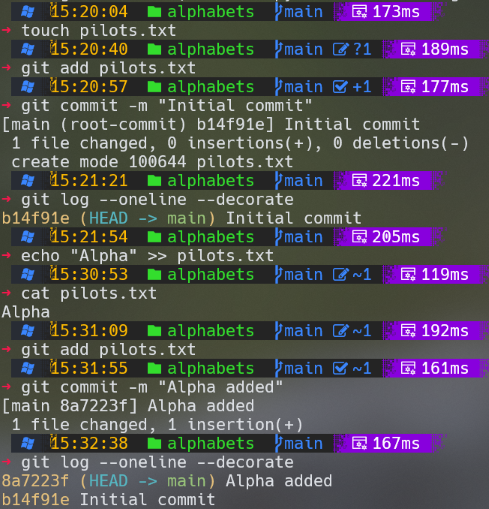 15:20:04 alphabets main 173ms
→ touch pilots.txt
15:20:40 alphabets main ?1 189ms
→ git add pilots.txt
15:20:57 alphabets main +1 177ms
→ git commit -m "Initial commit"
[main (root-commit) b14f91e] Initial commit
1 file changed, 0 insertions(+), 0 deletions(-)
create mode 100644 pilots.txt
15:21:21 alphabets main 221ms
→ git log --oneline --decorate
b14f91e (HEAD -> main) Initial commit
15:21:54 alphabets main 205ms
→ echo "Alpha" >> pilots.txt
15:30:53 alphabets main ~1 119ms
→ cat pilots.txt
Alpha
15:31:09 alphabets main ~1 192ms
→ git add pilots.txt
15:31:55 alphabets main ~1 161ms
→ git commit -m "Alpha added"
[main 8a7223f] Alpha added
1 file changed, 1 insertion(+)
15:32:38 alphabets main 167ms
→ git log --oneline --decorate
8a7223f (HEAD -> main) Alpha added
b14f91e Initial commit